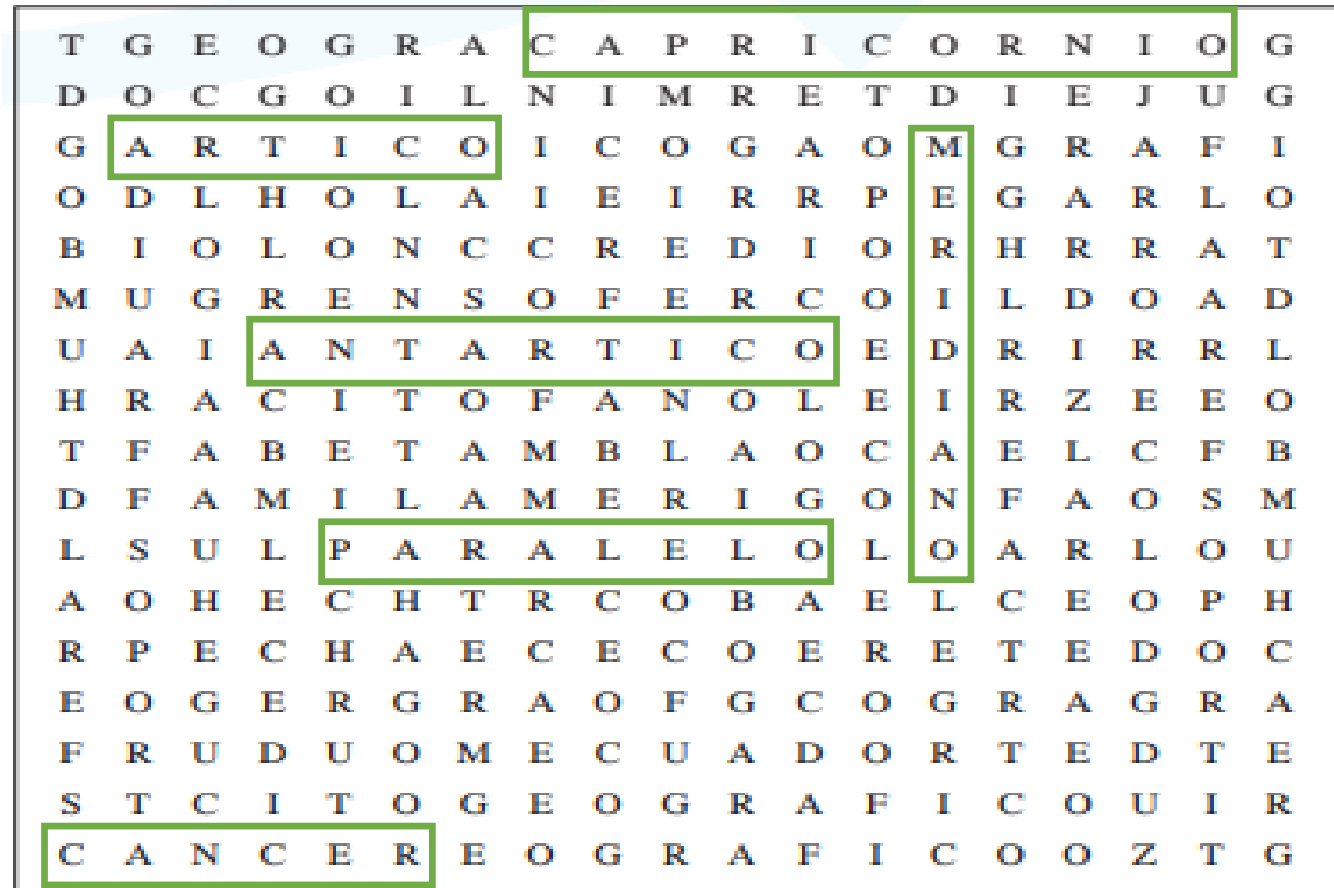 T G E O G R A C A P R I C O R N I O G
D O C G O I L N I M R E T D I E J U G
G A R T I C O I C O G A O M G R A F I
O D L H O L A I E I R R P E G A R L O
B I O L O N C C R E D I O R H R R A T
M U G R E N S O F E R C O I L D O A D
U A I A N T A R T I C O E D R I R R L
H R A C I T O F A N O L E I R Z E E O
T F A B E T A M B L A O C A E L C F B
D F A M I L A M E R I G O N F A O S M
L S U L P A R A L E L O L O A R L O U
A O H E C H T R C O B A E L C E O P H
R P E C H A E C E C O E R E T E D O C
E O G E R G R A O F G C O G R A G R A
F R U D U O M E C U A D O R T E D T E
S T C I T O G E O G R A F I C O U I R
C A N C E R E O G R A F I C O O Z T G